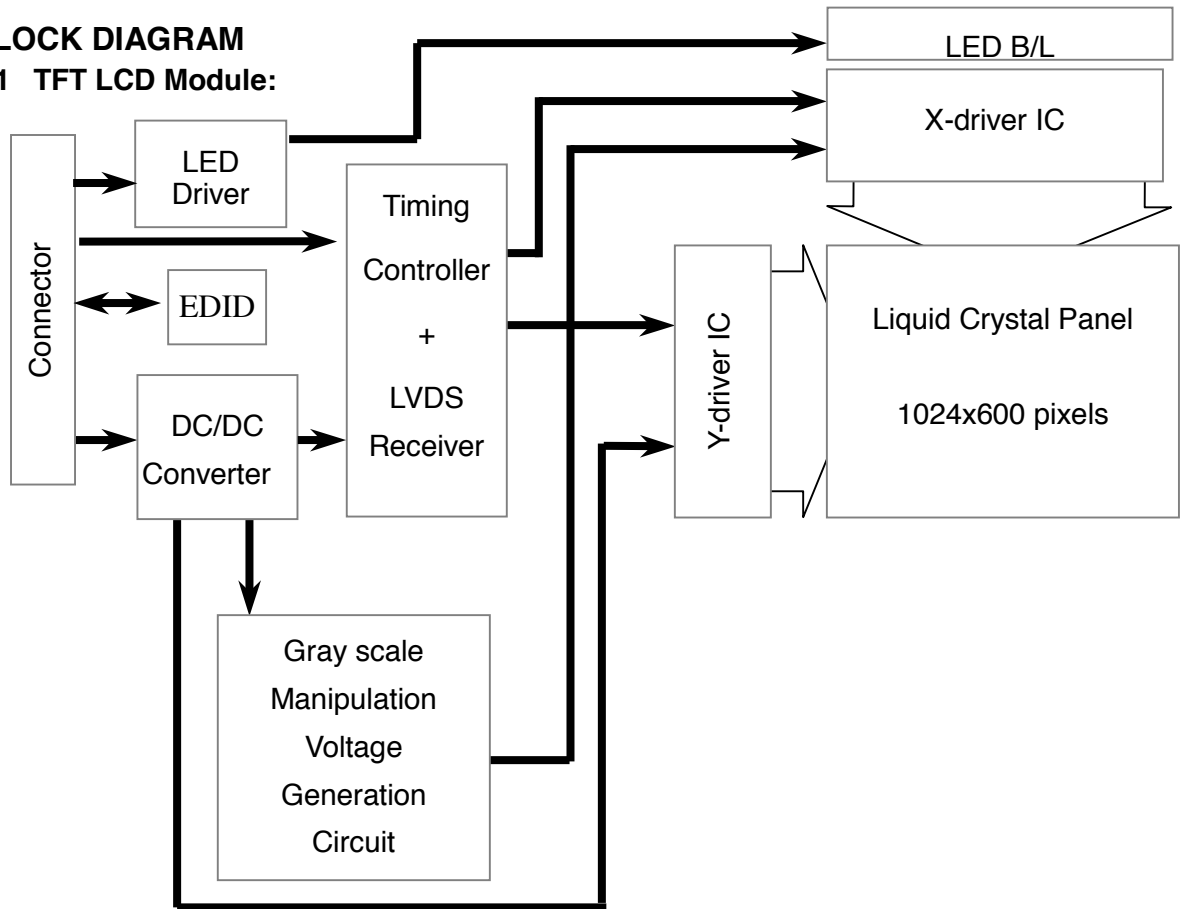 LOCK DIAGRAM
1 TFT LCD Module:
LED B/L
X-driver IC
LED
Driver
Timing
Controller
+
LVDS
Receiver
Connector
EDID
DC/DC
Converter
Y-driver IC
Liquid Crystal Panel
1024x600 pixels
Gray scale
Manipulation
Voltage
Generation
Circuit